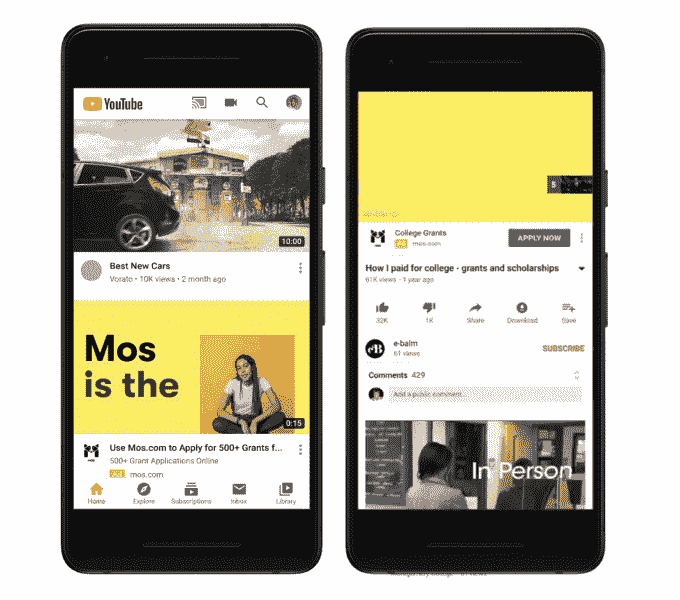 YouTube
10:00
Best New Cars
Vorato • 10K views • 2 month ago
Mos
is the
0:15
Use Mos.com to Apply for 500+ Grants f...
500+ Grant Applications Online
Ad mos.com
Home Explore Subscriptions Inbox Library
5
College Grants
Ad mos.com
APPLY NOW
How I paid for college - grants and scholarships
61K views • 1 year ago
32K 1K Share Download Save
e-balm
61 views
SUBSCRIBE
Comments 429
Add a public comment...
In Person